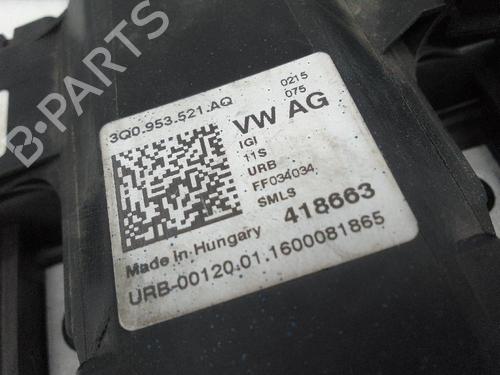 B-PARTS
3Q0.953.521.AQ
0215
075
VW AG
IGI
11S
URB
FF034034
SMLS
418663
Made in Hungary
URB-00120.01.1600081865